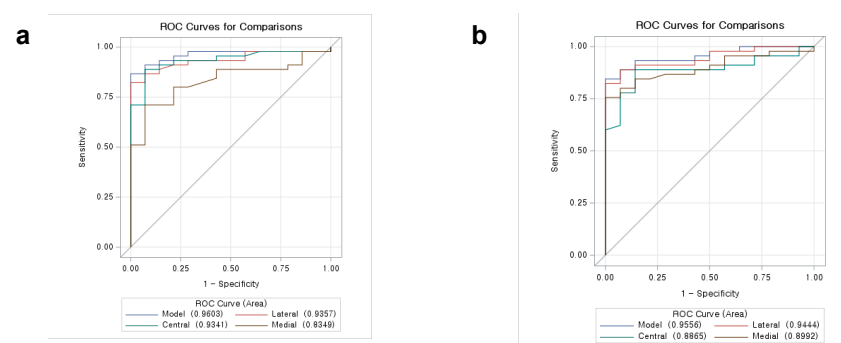 a
ROC Curves for Comparisons
1.00
0.75
0.50
0.25
0.00
Sensitivity
0.00 0.25 0.50 0.75 1.00
1 - Specificity
ROC Curve (Area)
Model (0.9603) Lateral (0.9357)
Central (0.9341) Medial (0.8349)
b
ROC Curves for Comparisons
1.00
0.75
0.50
0.25
0.00
Sensitivity
0.00 0.25 0.50 0.75 1.00
1 - Specificity
ROC Curve (Area)
Model (0.9556) Lateral (0.9444)
Central (0.8865) Medial (0.8992)